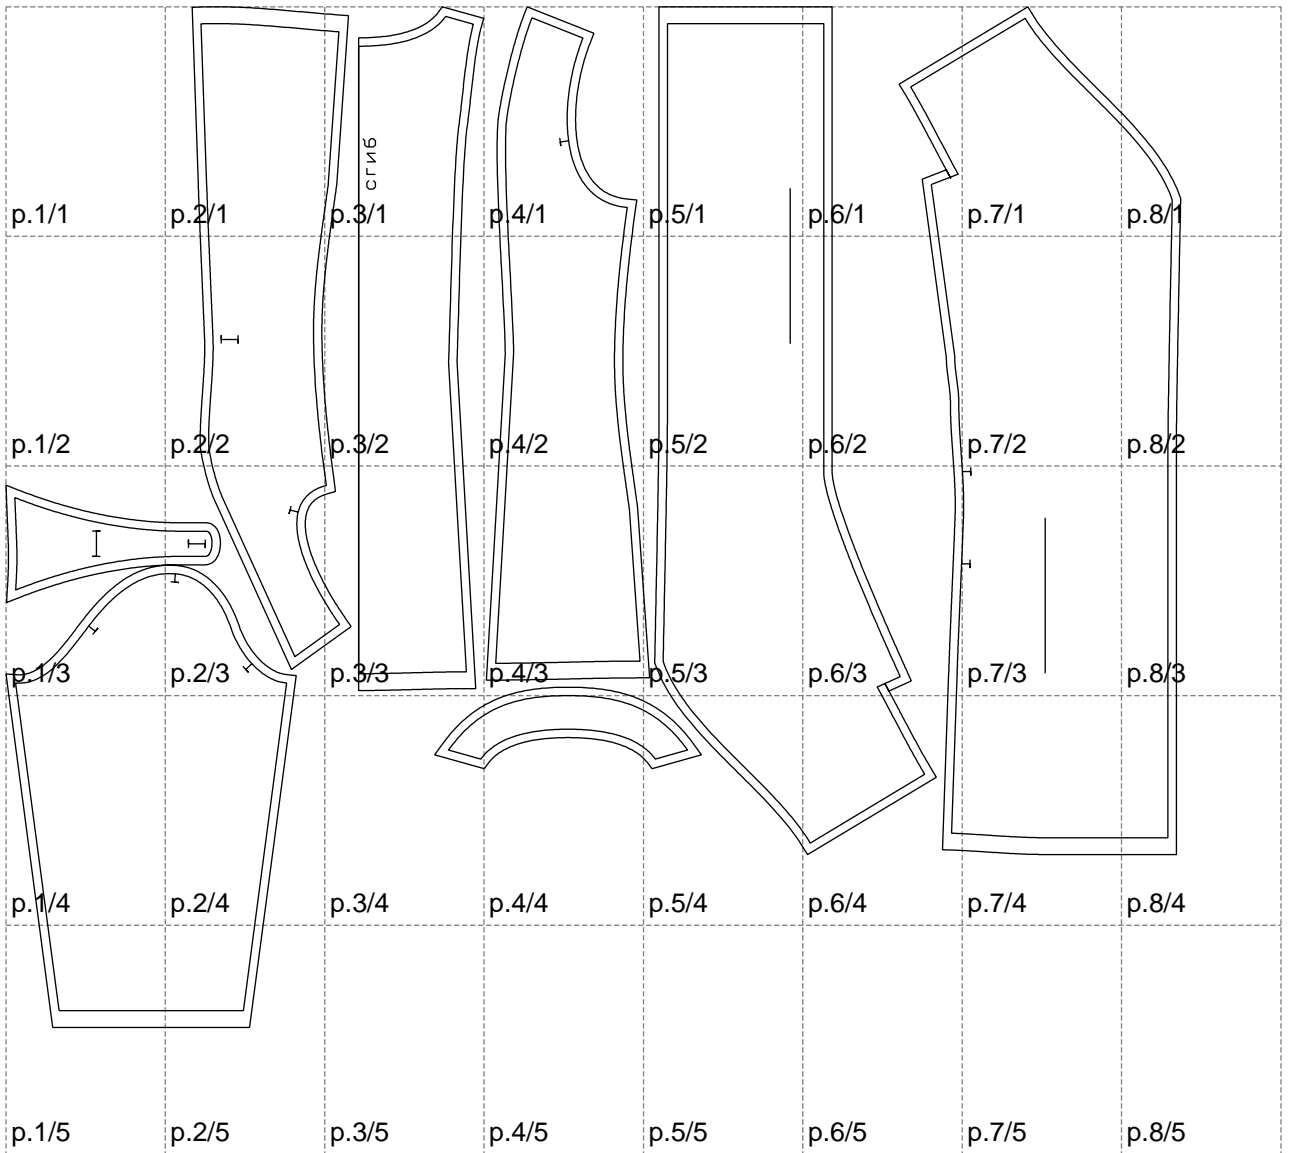 сгиб
p.1/1 p.2/1 p.3/1 p.4/1 p.5/1 p.6/1 p.7/1 p.8/1
p.1/2 p.2/2 p.3/2 p.4/2 p.5/2 p.6/2 p.7/2 p.8/2
p.1/3 p.2/3 p.3/3 p.4/3 p.5/3 p.6/3 p.7/3 p.8/3
p.1/4 p.2/4 p.3/4 p.4/4 p.5/4 p.6/4 p.7/4 p.8/4
p.1/5 p.2/5 p.3/5 p.4/5 p.5/5 p.6/5 p.7/5 p.8/5